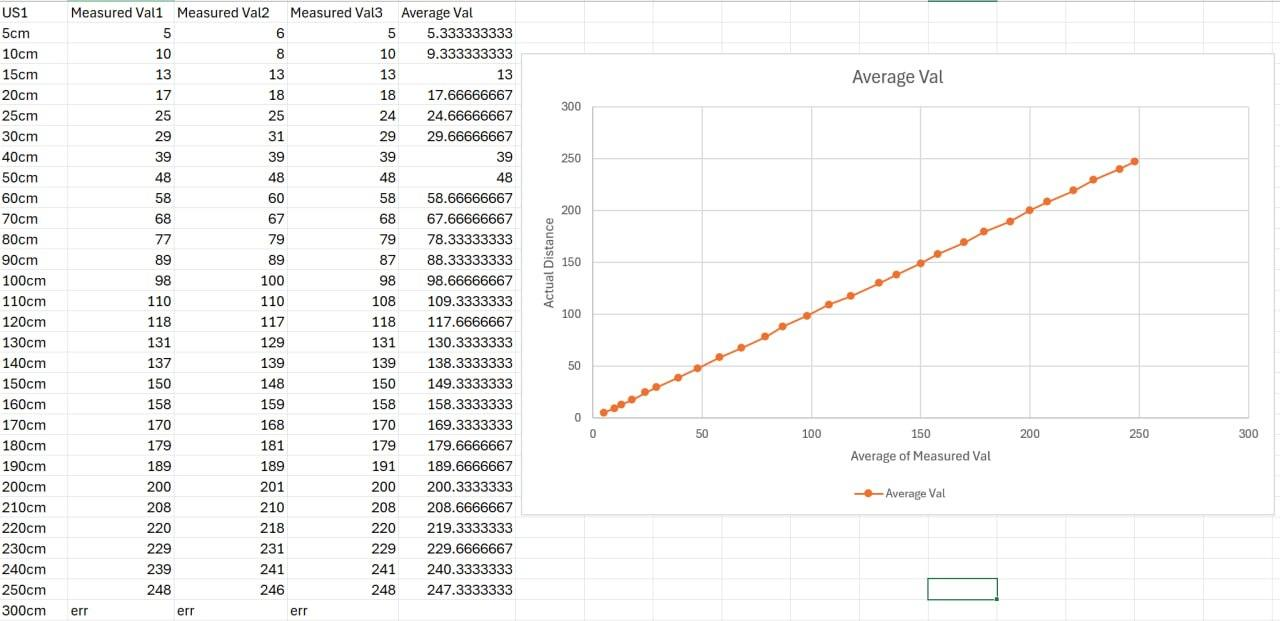 US1 Measured Val1 Measured Val2 Measured Val3 Average Val
5cm 5 6 5 5.333333333
10cm 10 8 10 9.333333333
15cm 13 13 13 13
20cm 17 18 18 17.66666667
25cm 25 25 24 24.66666667
30cm 29 31 29 29.66666667
40cm 39 39 39 39
50cm 48 48 48 48
60cm 58 60 58 58.66666667
70cm 68 67 68 67.66666667
80cm 77 79 79 78.33333333
90cm 89 89 87 88.33333333
100cm 98 100 98 98.66666667
110cm 110 110 108 109.3333333
120cm 118 117 118 117.6666667
130cm 131 129 131 130.3333333
140cm 137 139 139 138.3333333
150cm 150 148 150 149.3333333
160cm 158 159 158 158.3333333
170cm 170 168 170 169.3333333
180cm 179 181 179 179.6666667
190cm 189 189 191 189.6666667
200cm 200 201 200 200.3333333
210cm 208 210 208 208.6666667
220cm 220 218 220 219.3333333
230cm 229 231 229 229.6666667
240cm 239 241 241 240.3333333
250cm 248 246 248 247.3333333
300cm err err err
Average Val
300
250
200
150
100
50
0
Actual Distance
0 50 100 150 200 250 300
Average of Measured Val
Average Val